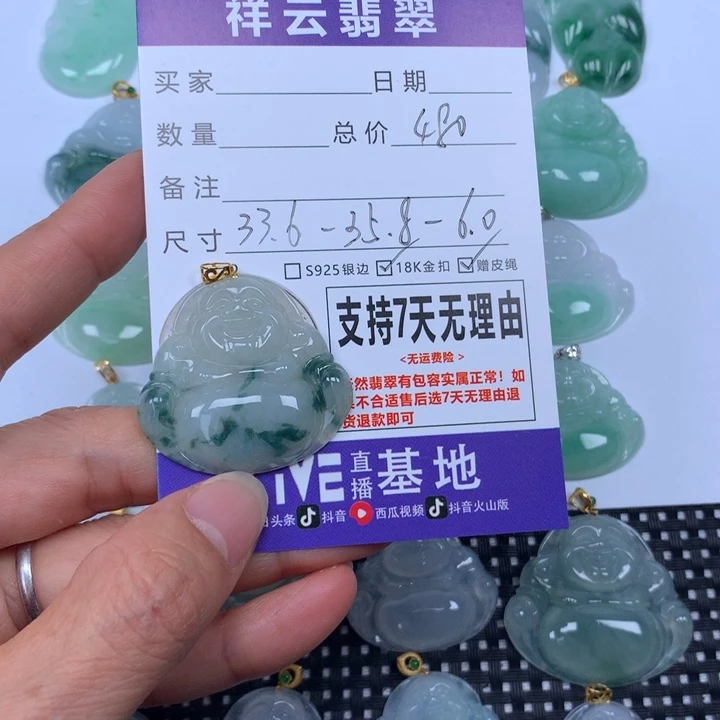 祥云翡翠
买家 日期
数量 总价 480
备注
尺寸 33.6-35.8-6.0
S925银边 18K金扣 赠皮绳
支持7天无理由
<无运费险>
然翡翠有包容实属正常!如
不合适售后选7天无理由退
货退款即可
IVE 直播 基地
头条 抖音 西瓜视频 抖音火山版